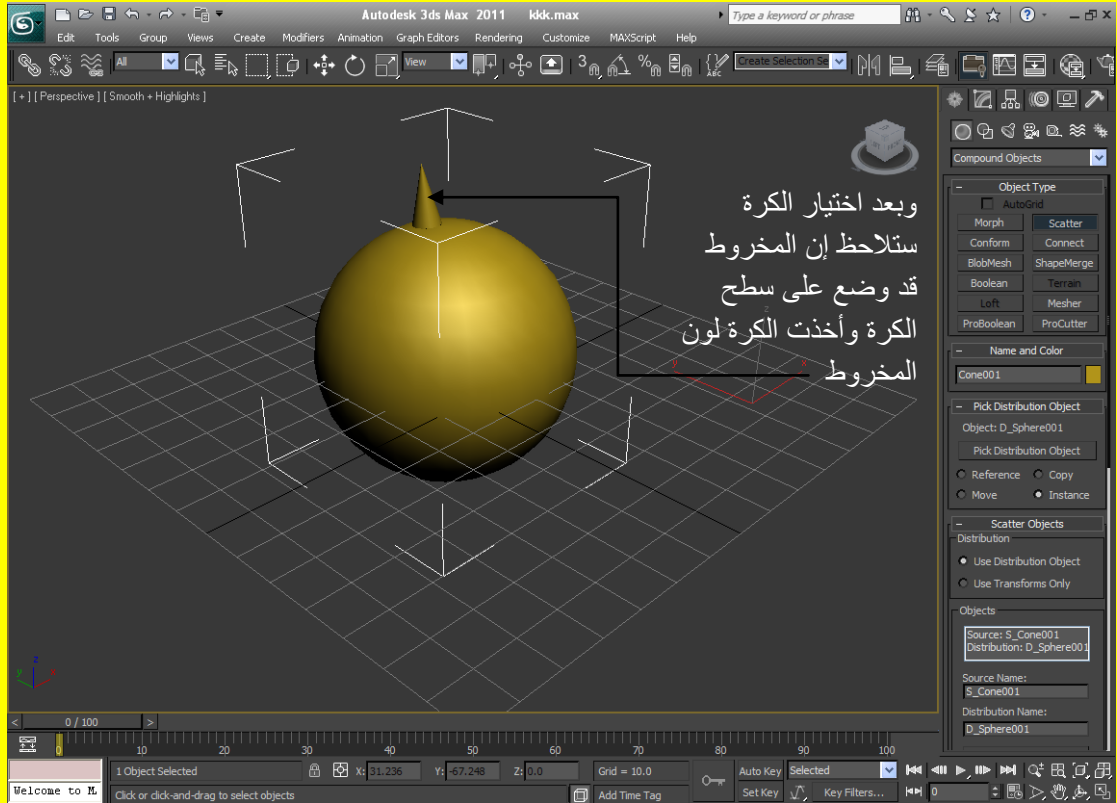 Autodesk 3ds Max 2011 kkk.max
Type a keyword or phrase
Edit Tools Group Views Create Modifiers Animation Graph Editors Rendering Customize MAXScript Help
All
View
Create Selection Se
[ + ] [ Perspective ] [ Smooth + Highlights ]
وبعد اختيار الكرة
ستلاحظ إن المخروط
قد وضع على سطح
الكرة وأخذت الكرة لون
المخروط
Compound Objects
Object Type
AutoGrid
Morph Scatter
Conform Connect
BlobMesh ShapeMerge
Boolean Terrain
Loft Mesher
ProBoolean ProCutter
Name and Color
Cone001
Pick Distribution Object
Object: D_Sphere001
Pick Distribution Object
Reference Copy
Move Instance
Scatter Objects
Distribution
Use Distribution Object
Use Transforms Only
Objects
Source: S_Cone001
Distribution: D_Sphere001
Source Name:
S_Cone001
Distribution Name:
D_Sphere001
z
y x
z
y x
< 0 / 100 >
0 10 20 30 40 50 60 70 80 90 100
1 Object Selected X: 31.236 Y: -67.248 Z: 0.0 Grid = 10.0 Auto Key Selected
Welcome to M Click or click-and-drag to select objects Add Time Tag Set Key Key Filters... 0